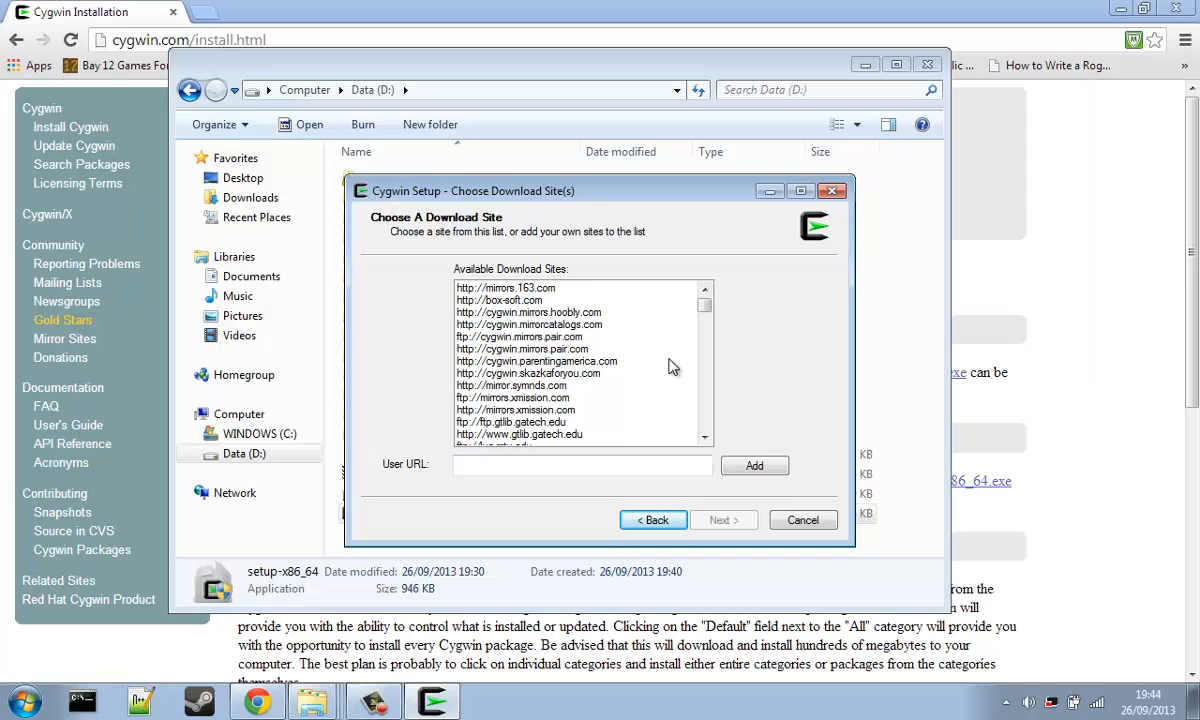 Cygwin Installation
cygwin.com/install.html
Apps
Bay 12 Games Fo
lic ...
How to Write a Rog...
»
Cygwin
Install Cygwin
Update Cygwin
Search Packages
Licensing Terms
Cygwin/X
Community
Reporting Problems
Mailing Lists
Newsgroups
Gold Stars
Mirror Sites
Donations
Documentation
FAQ
User's Guide
API Reference
Acronyms
Contributing
Snapshots
Source in CVS
Cygwin Packages
Related Sites
Red Hat Cygwin Product
Computer
Data (D:)
Search Data (D:)
Organize
Open
Burn
New folder
Name
Date modified
Type
Size
Favorites
Desktop
Downloads
Recent Places
Libraries
Documents
Music
Pictures
Videos
Homegroup
Computer
WINDOWS (C:)
Data (D:)
Network
KB
KB
KB
KB
Cygwin Setup - Choose Download Site(s)
Choose A Download Site
Choose a site from this list, or add your own sites to the list
Available Download Sites:
http://mirrors.163.com
http://box-soft.com
http://cygwin.mirrors.hoobly.com
http://cygwin.mirrorcatalogs.com
ftp://cygwin.mirrors.pair.com
http://cygwin.mirrors.pair.com
http://cygwin.parentingamerica.com
http://cygwin.skazkaforyou.com
http://mirror.symnds.com
ftp://mirrors.xmission.com
http://mirrors.xmission.com
ftp://ftp.gtlib.gatech.edu
http://www.gtlib.gatech.edu
User URL:
Add
< Back
Next >
Cancel
setup-x86_64
Date modified: 26/09/2013 19:30
Date created: 26/09/2013 19:40
Application
Size: 946 KB
xe can be
86_64.exe
from the
n will
provide you with the ability to control what is installed or updated. Clicking on the "Default" field next to the "All" category will provide you
with the opportunity to install every Cygwin package. Be advised that this will download and install hundreds of megabytes to your
computer. The best plan is probably to click on individual categories and install either entire categories or packages from the categories
themselves.
19:44
26/09/2013